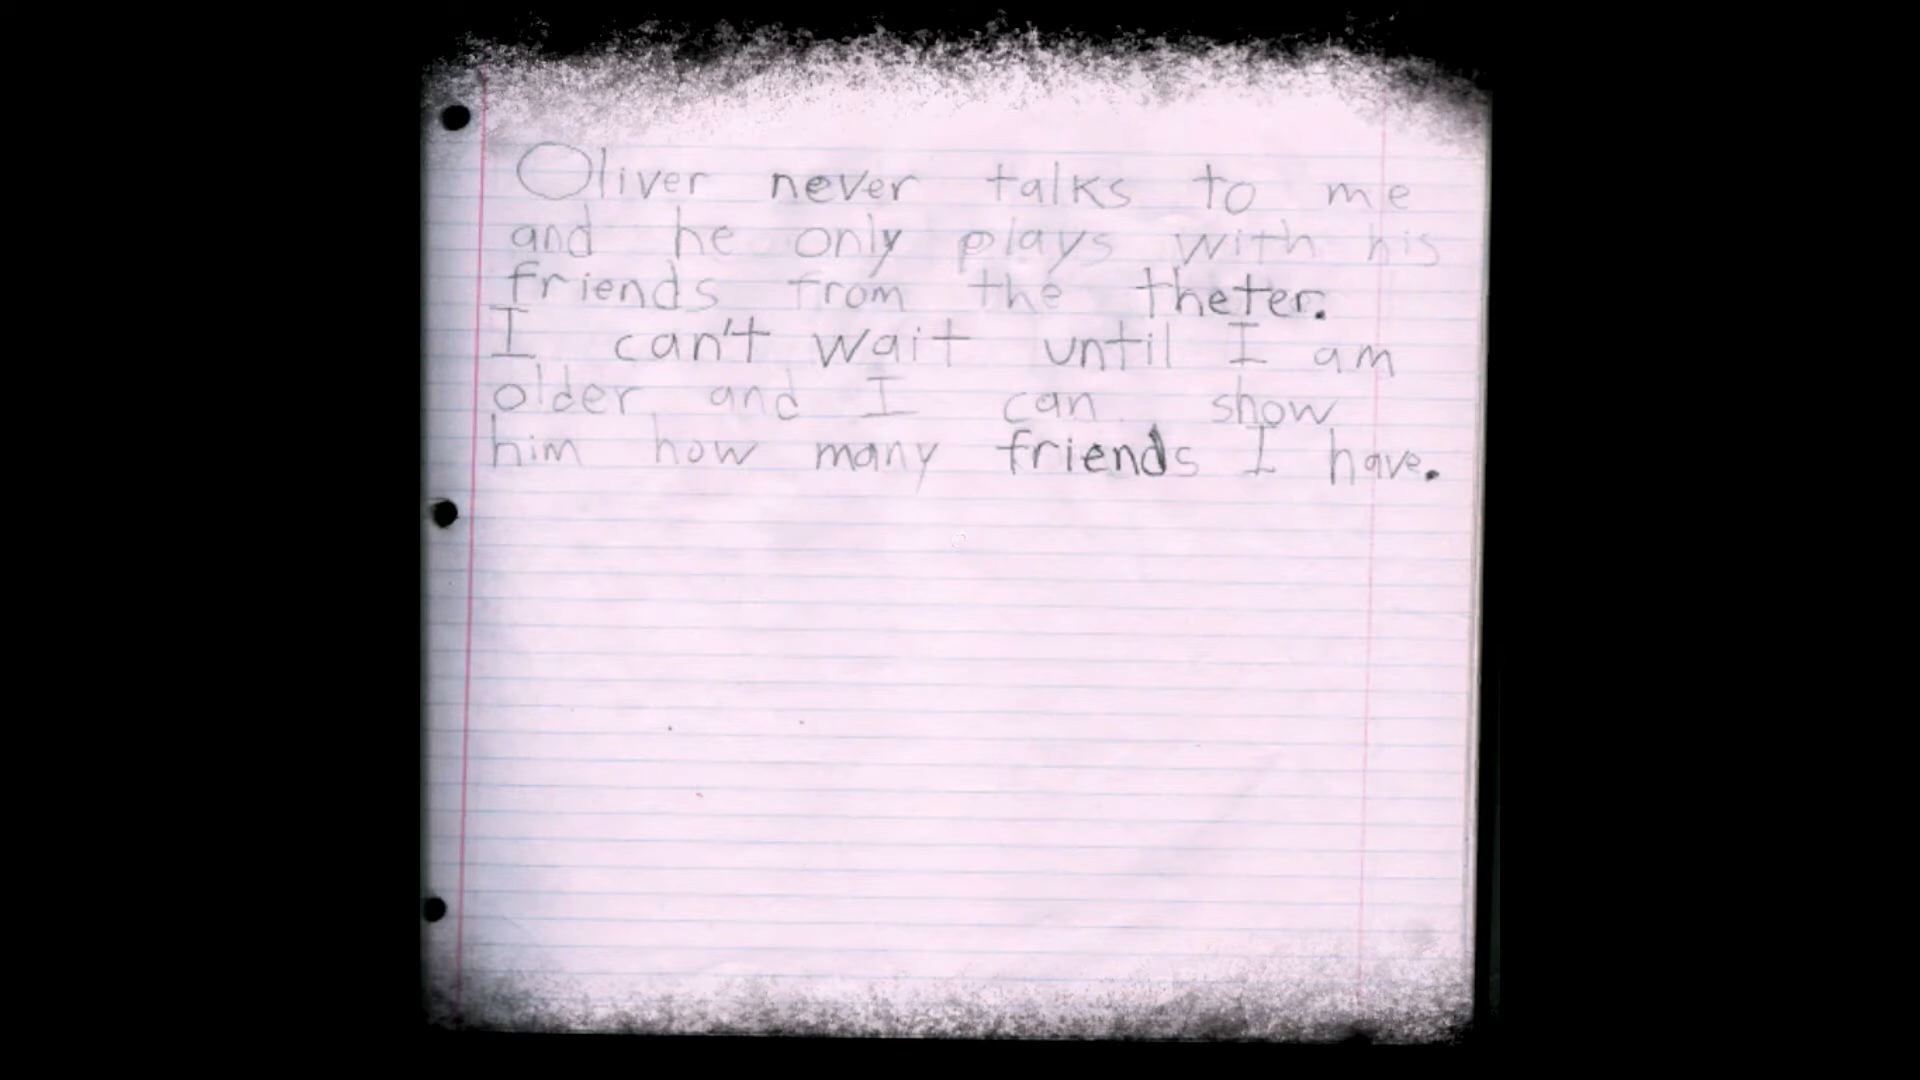 Oliver never talks to me
and he only plays with his
friends from the theter.
I can't wait until I am
older and I can show
him how many friends I have.